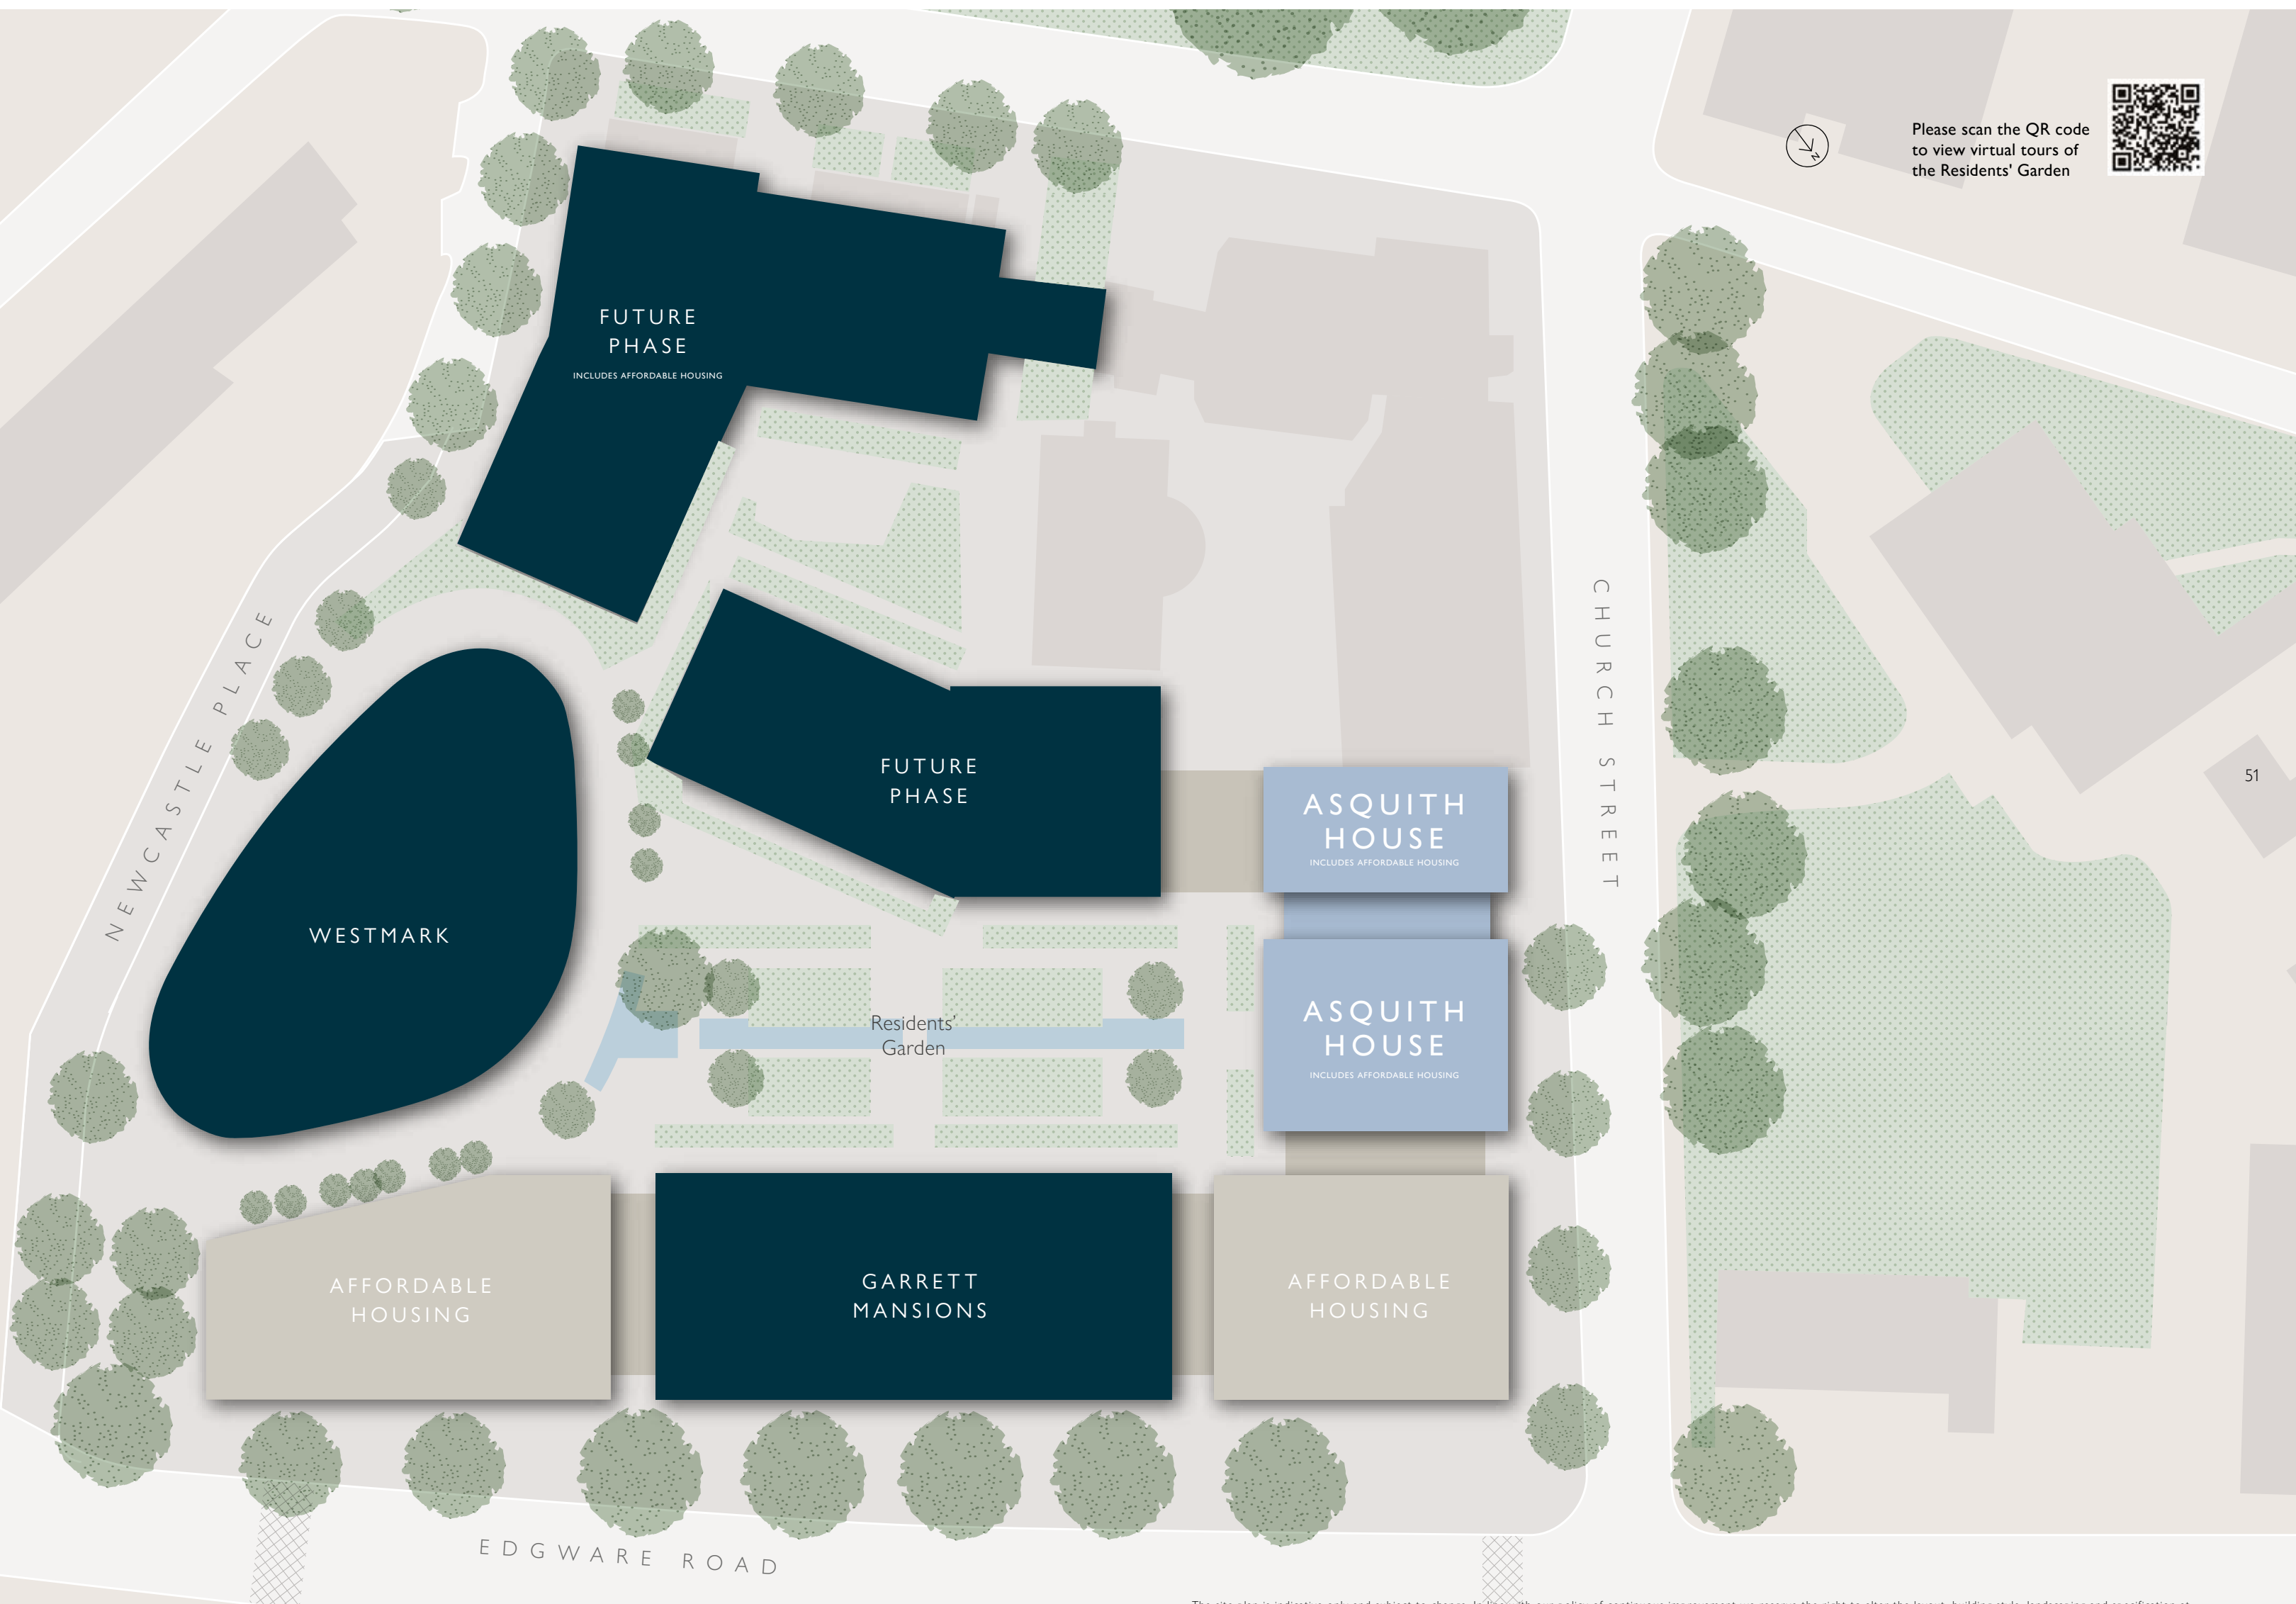 Please scan the QR code
to view virtual tours of
the Residents' Garden
N
FUTURE
PHASE
INCLUDES AFFORDABLE HOUSING
NEWCASTLE PLACE
CHURCH STREET
FUTURE
PHASE
ASQUITH
HOUSE
INCLUDES AFFORDABLE HOUSING
51
WESTMARK
ASQUITH
HOUSE
INCLUDES AFFORDABLE HOUSING
Residents'
Garden
AFFORDABLE
HOUSING
GARRETT
MANSIONS
AFFORDABLE
HOUSING
EDGWARE ROAD